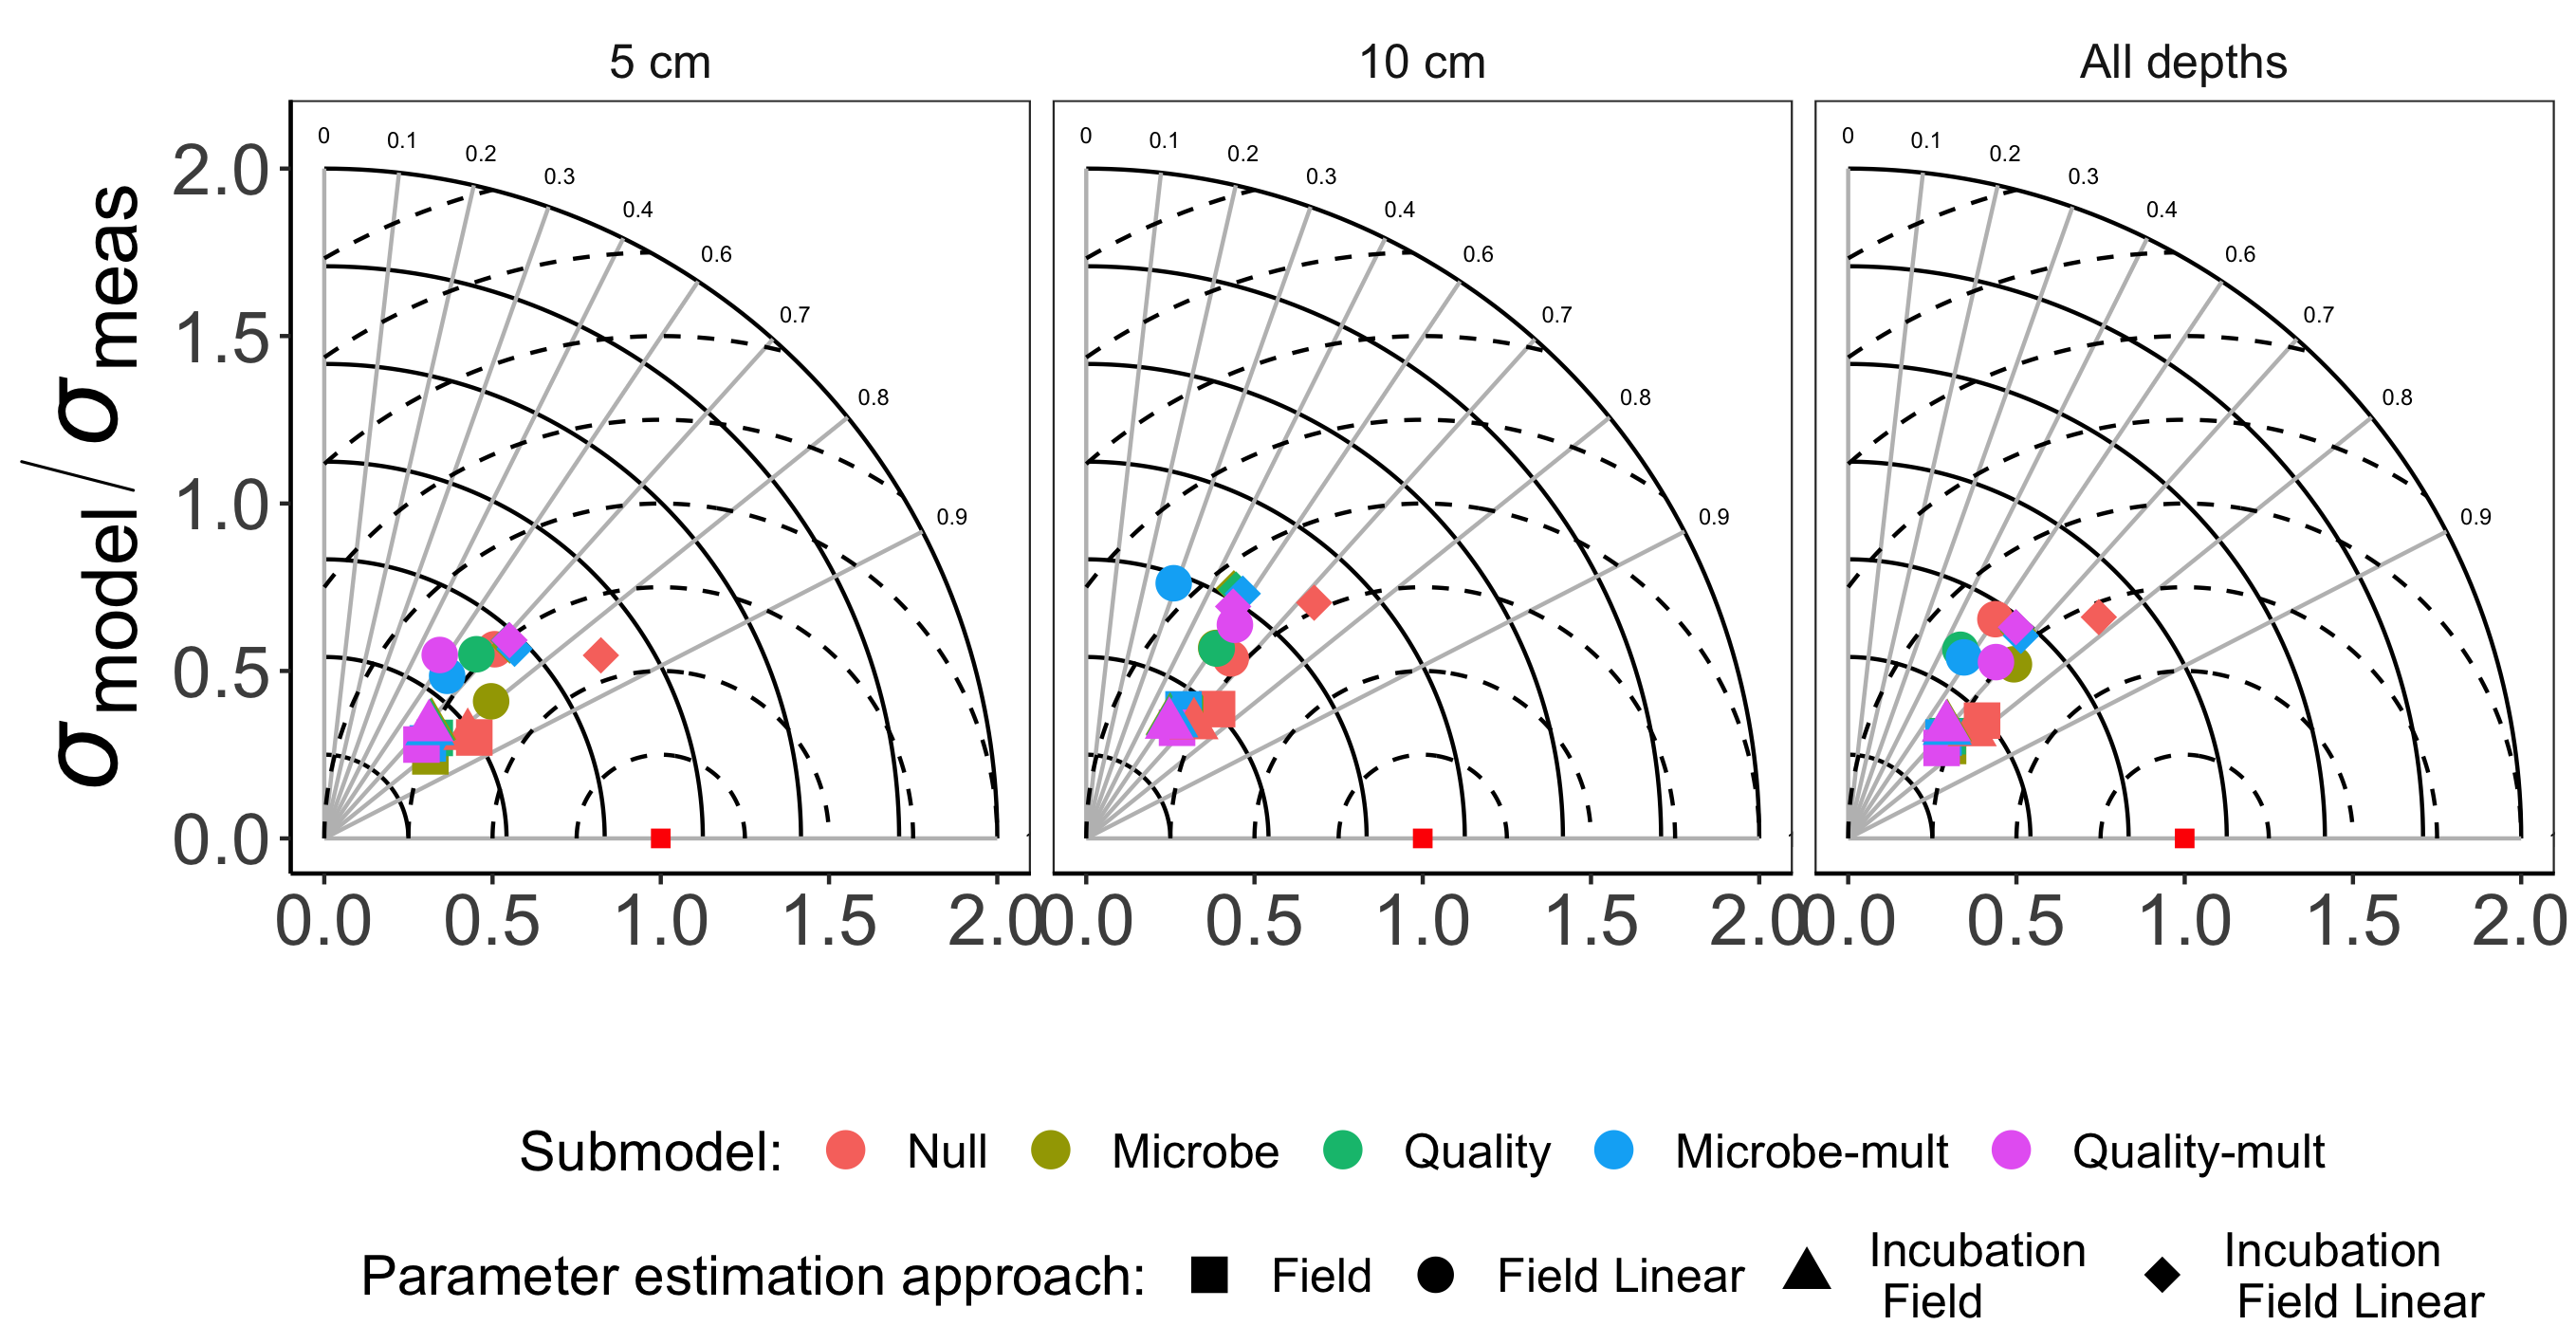 5 cm
10 cm
All depths
0 0.1 0.2 0.3 0.4 0.6 0.7 0.8 0.9
0 0.1 0.2 0.3 0.4 0.6 0.7 0.8 0.9
0 0.1 0.2 0.3 0.4 0.6 0.7 0.8 0.9
σ model / σ meas
2.0
1.5
1.0
0.5
0.0
0.0 0.5 1.0 1.5 2.0
0.0 0.5 1.0 1.5 2.0
0.0 0.5 1.0 1.5 2.0
Submodel: Null Microbe Quality Microbe-mult Quality-mult
Parameter estimation approach: Field Field Linear Incubation Field Incubation Field Linear